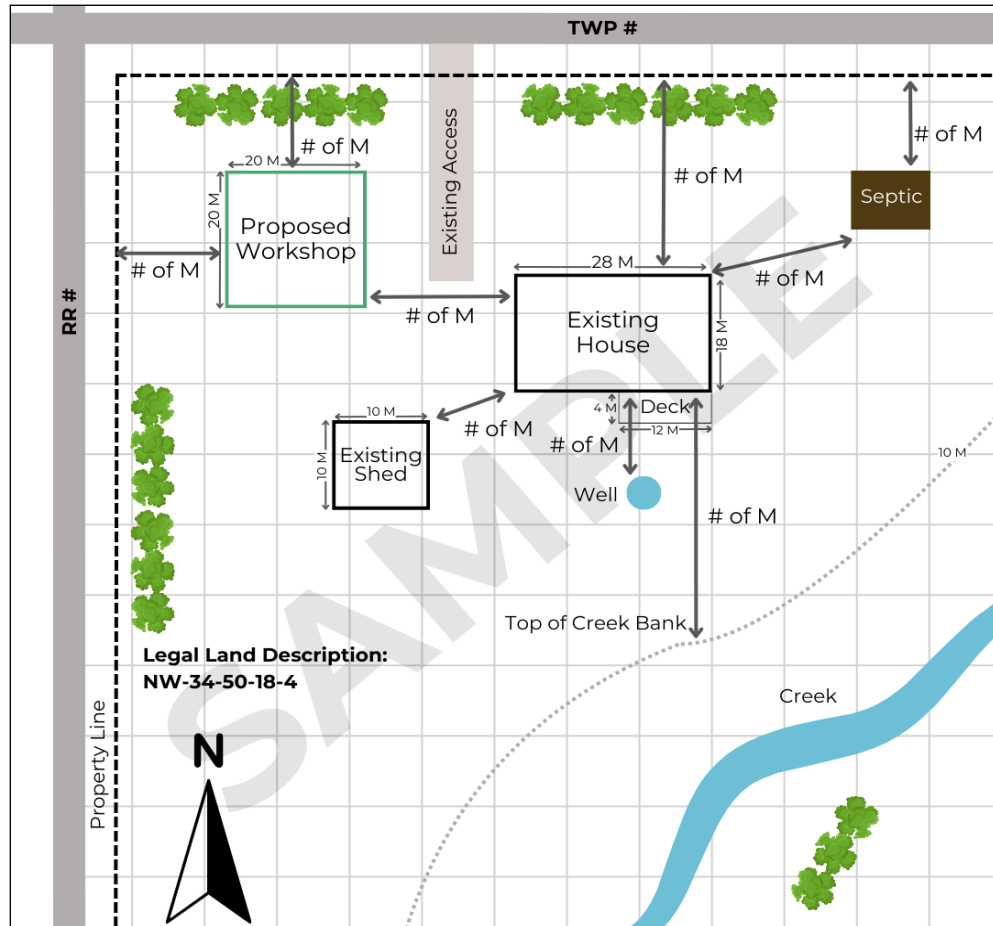 TWP #
RR #
Existing Access
# of M
20 M
20 M
Proposed
Workshop
# of M
# of M
# of M
# of M
Septic
# of M
28 M
18 M
Existing
House
4 M
Deck
12 M
# of M
10 M
10 M
Existing
Shed
# of M
Well
# of M
10 M
Top of Creek Bank
Legal Land Description:
NW-34-50-18-4
Creek
Property Line
N
SAMPLE